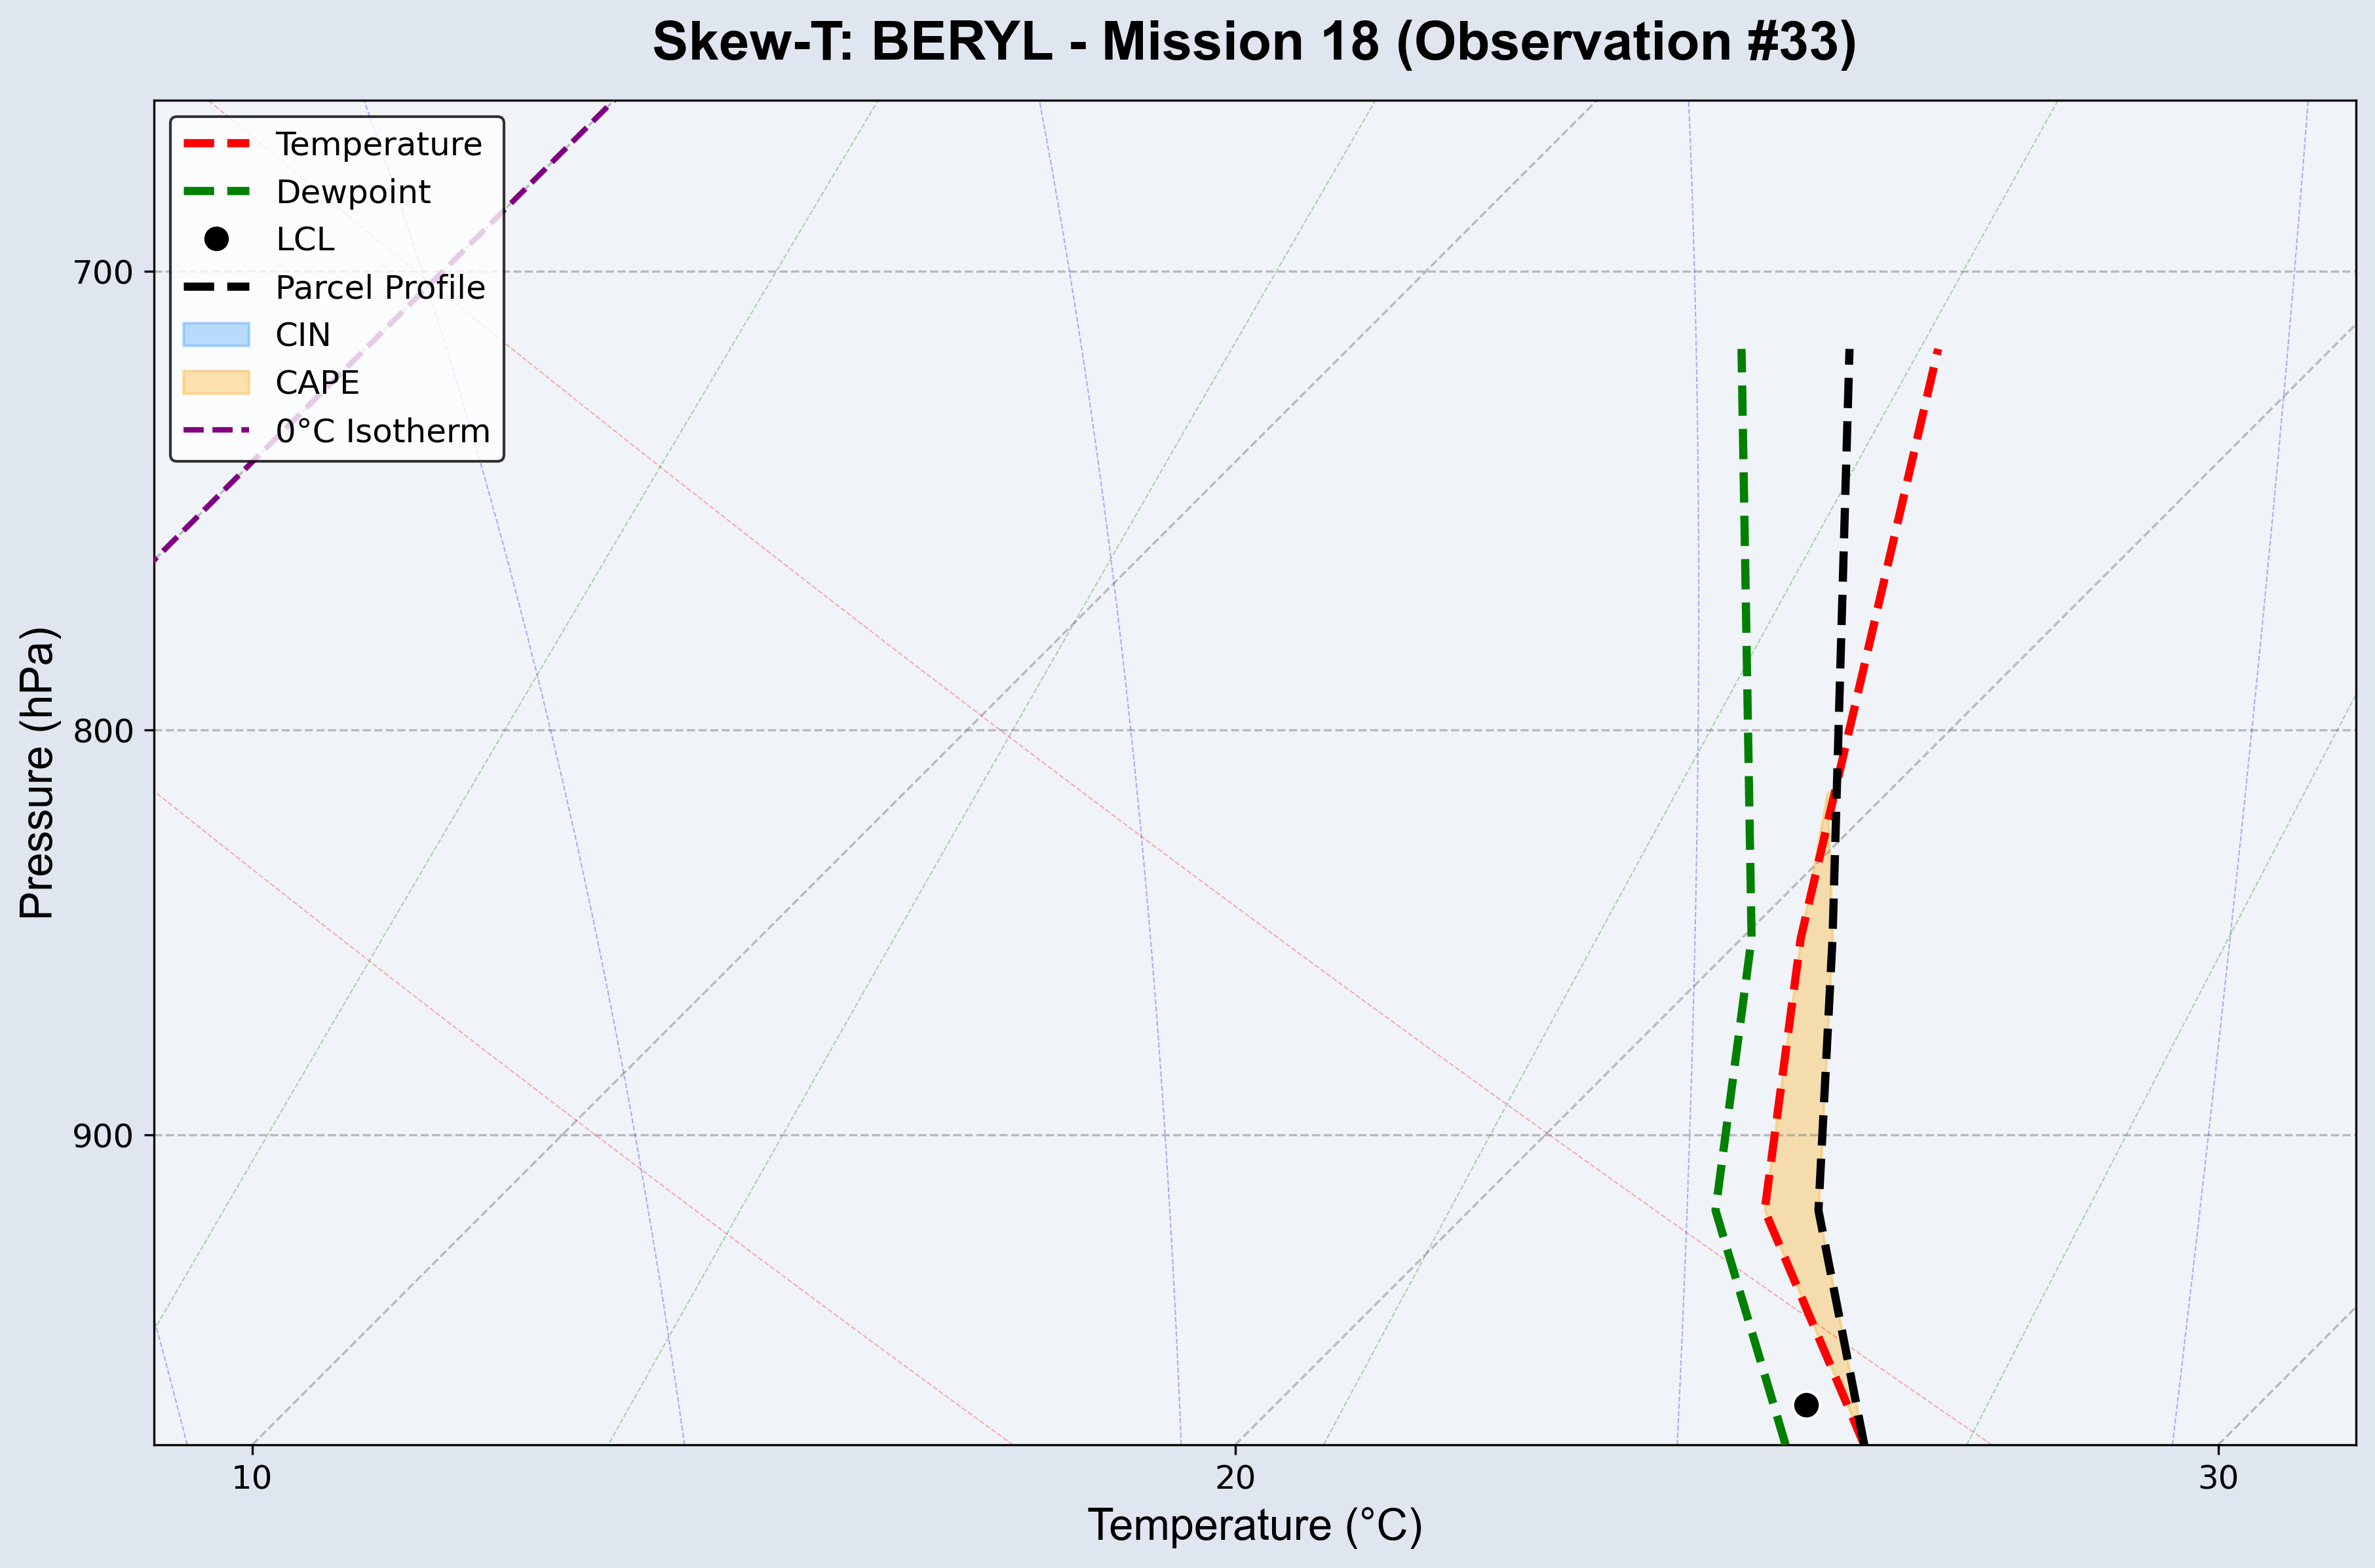 Skew-T: BERYL - Mission 18 (Observation #33)
Temperature
Dewpoint
LCL
Parcel Profile
CIN
CAPE
0°C Isotherm
Pressure (hPa)
700
800
900
10
20
30
Temperature (°C)